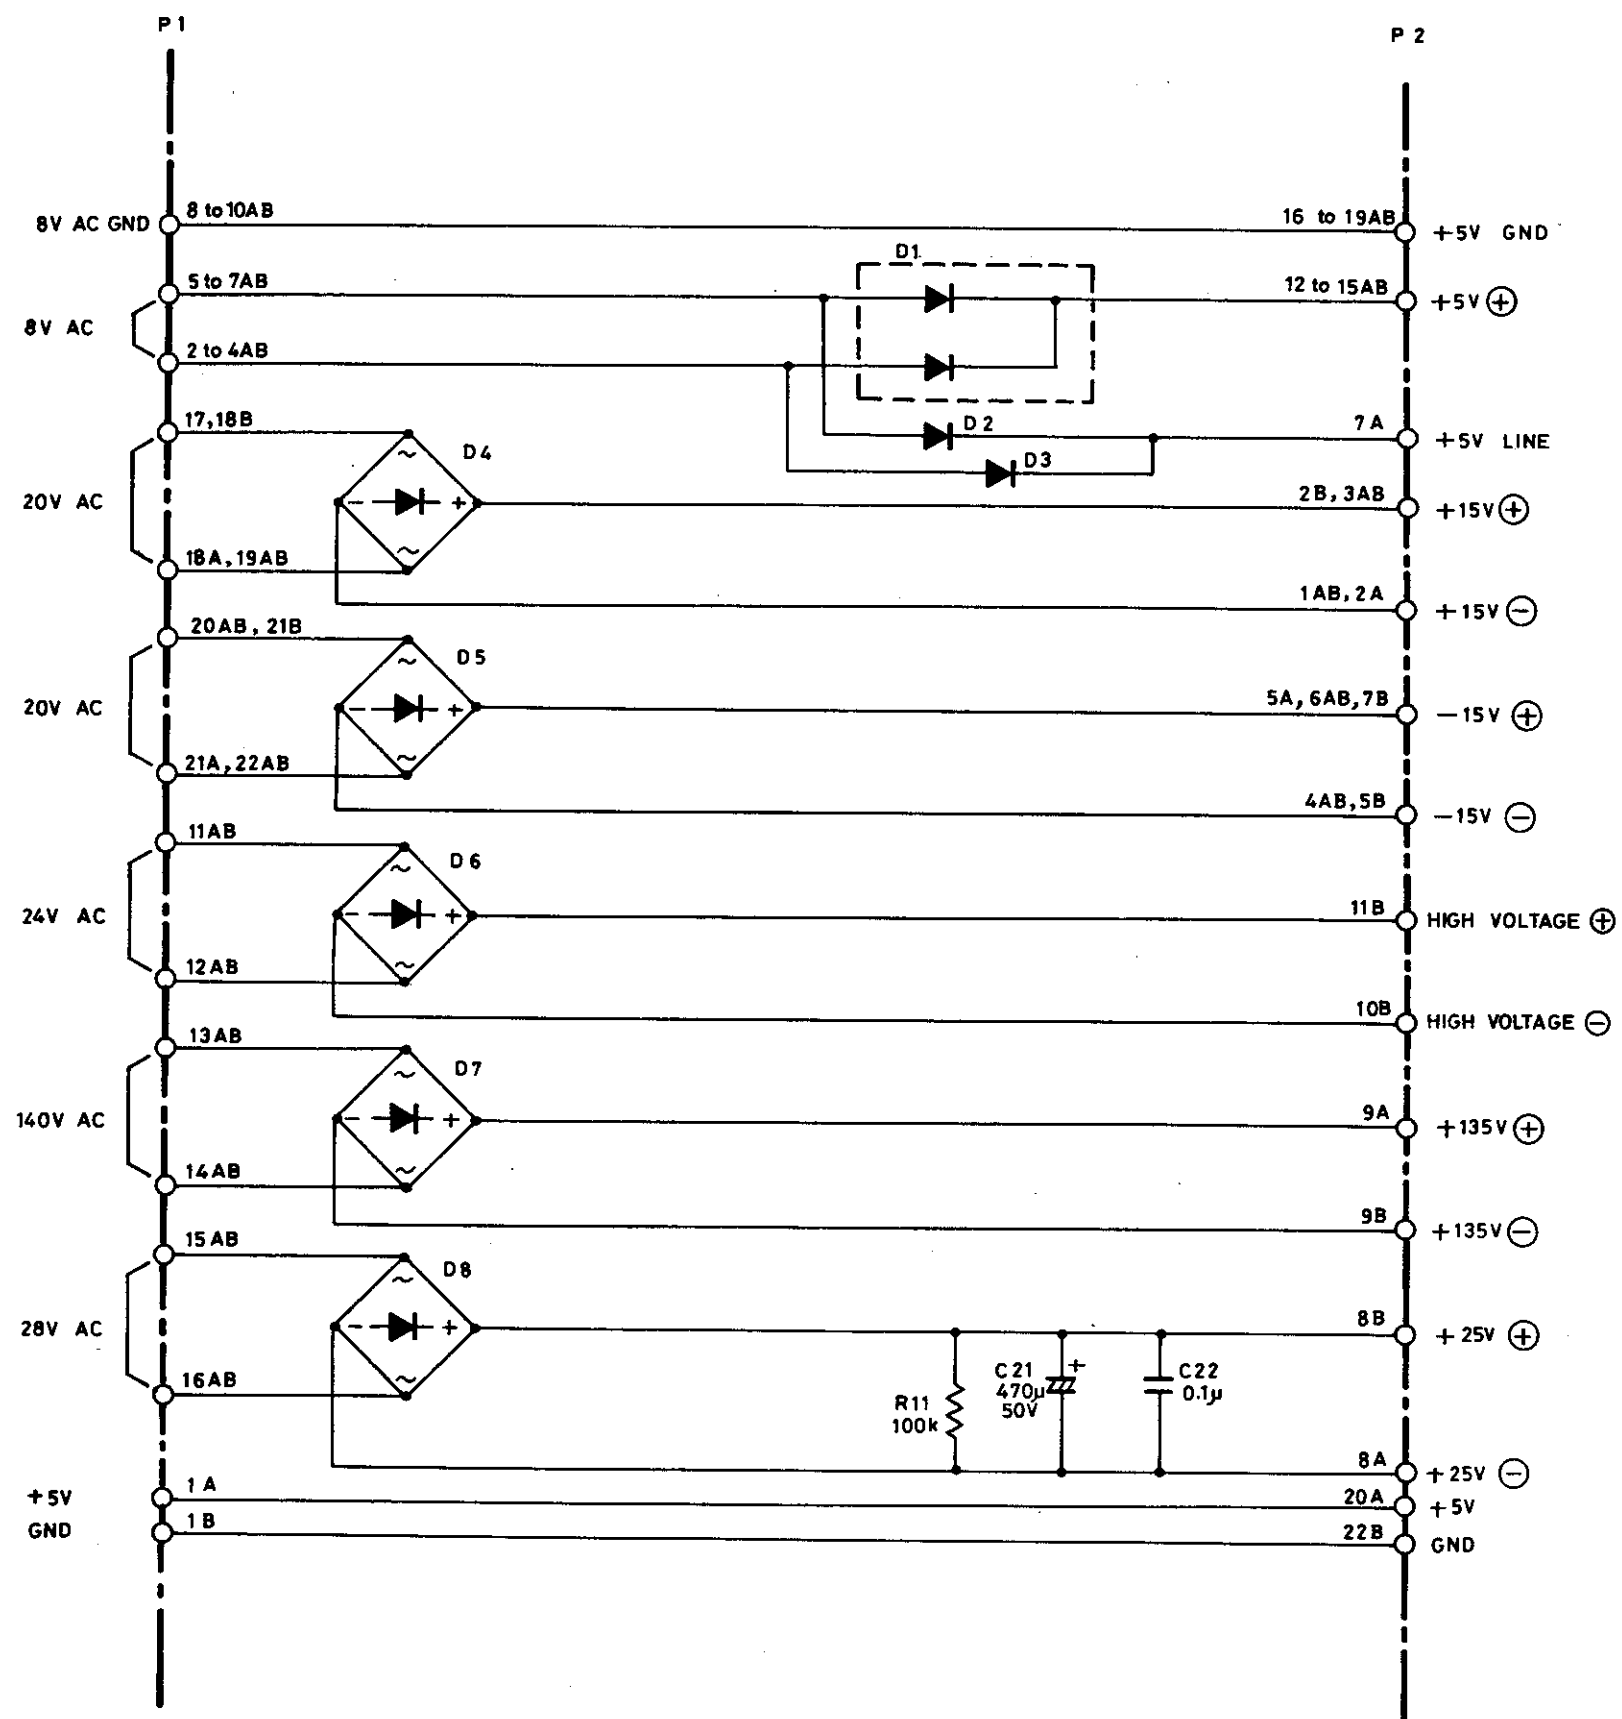 P 1
P 2
8V AC GND
8 to 10AB
16 to 19AB
+5V GND
D1
5 to 7AB
12 to 15AB
+5V ⊕
8V AC
2 to 4AB
17,18B
D2
7A
+5V LINE
D4
~
D3
20V AC
- +
2B, 3AB
+15V ⊕
~
18A, 19AB
1AB, 2A
+15V ⊖
20AB, 21B
~
D5
20V AC
- +
5A, 6AB, 7B
-15V ⊕
~
21A, 22AB
4AB, 5B
-15V ⊖
11AB
~
D6
24V AC
- +
11B
HIGH VOLTAGE ⊕
~
12AB
10B
HIGH VOLTAGE ⊖
13AB
~
D7
140V AC
- +
9A
+135V ⊕
~
14AB
9B
+135V ⊖
15AB
~
D8
28V AC
- +
8B
+25V ⊕
~
16AB
R11
100k
C21
470µ
50V
+
C22
0.1µ
8A
+25V ⊖
+5V
1A
20A
+5V
GND
1B
22B
GND